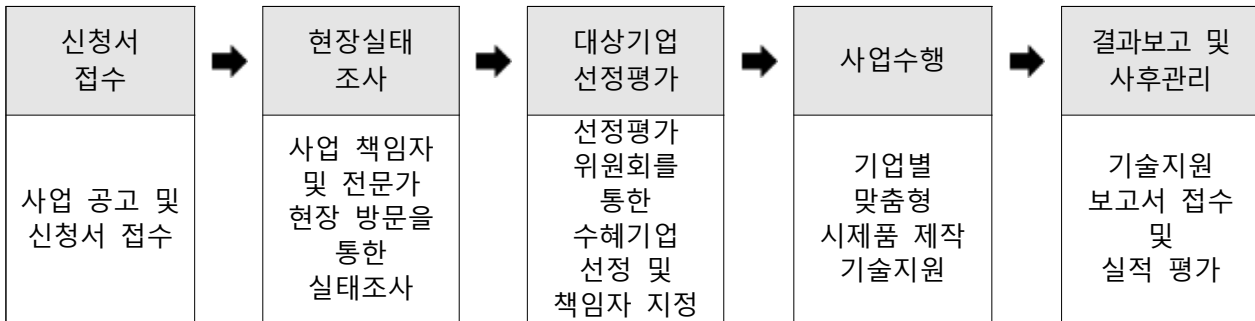 신청서
접수
현장실태
조사
대상기업
선정평가
사업수행
결과보고 및
사후관리
사업 공고 및
신청서 접수
사업 책임자
및 전문가
현장 방문을
통한
실태조사
선정평가
위원회를
통한
수혜기업
선정 및
책임자 지정
기업별
맞춤형
시제품 제작
기술지원
기술지원
보고서 접수
및
실적 평가